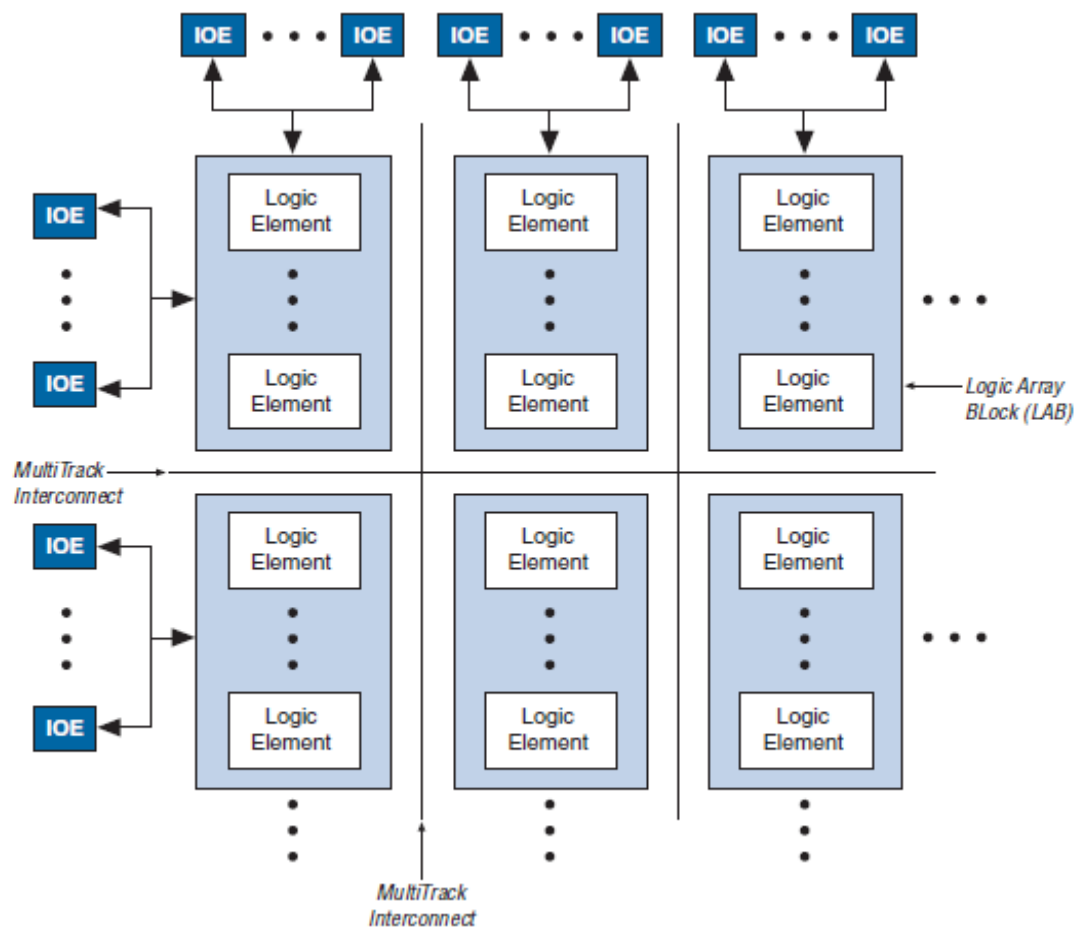 IOE IOE IOE IOE IOE IOE
Logic Logic Logic
Element Element Element
IOE
IOE
Logic Logic Logic
Element Element Element
Logic Array
BLock (LAB)
MultiTrack
Interconnect
IOE
Logic Logic Logic
Element Element Element
IOE
Logic Logic Logic
Element Element Element
MultiTrack
Interconnect